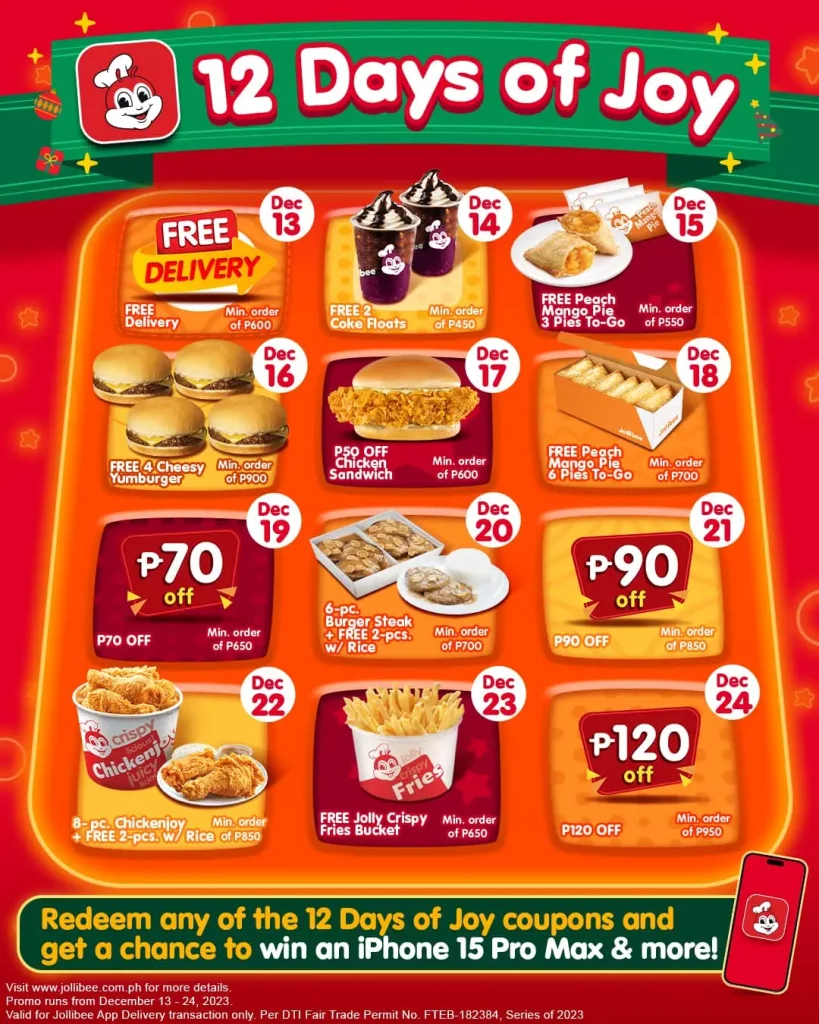 12 Days of Joy
Dec
13
FREE
DELIVERY
FREE
Delivery
Min. order
of P600
Dec
14
FREE 2
Coke Floats
Min. order
of P450
Dec
15
FREE Peach
Mango Pie
3 Pies To-Go
Min. order
of P550
Dec
16
FREE 4 Cheesy
Yumburger
Min. order
of P900
Dec
17
P50 OFF
Chicken
Sandwich
Min. order
of P600
Dec
18
Jollibee
FREE Peach
Mango Pie
6 Pies To-Go
Min. order
of P700
Dec
19
₱70
off
P70 OFF
Min. order
of P650
Dec
20
6-pc.
Burger Steak
+ FREE 2-pcs.
w/ Rice
Min. order
of P700
Dec
21
₱90
off
P90 OFF
Min. order
of P850
Dec
22
crispy
Chickenjoy
juicy
8- pc. Chickenjoy
+ FREE 2-pcs. w/ Rice
Min. order
of P850
Dec
23
jolly
crispy
Fries
FREE Jolly Crispy
Fries Bucket
Min. order
of P650
Dec
24
₱120
off
P120 OFF
Min. order
of P950
Redeem any of the 12 Days of Joy coupons and
get a chance to win an iPhone 15 Pro Max & more!
Visit www.jollibee.com.ph for more details.
Promo runs from December 13 - 24, 2023.
Valid for Jollibee App Delivery transaction only. Per DTI Fair Trade Permit No. FTEB-182384, Series of 2023